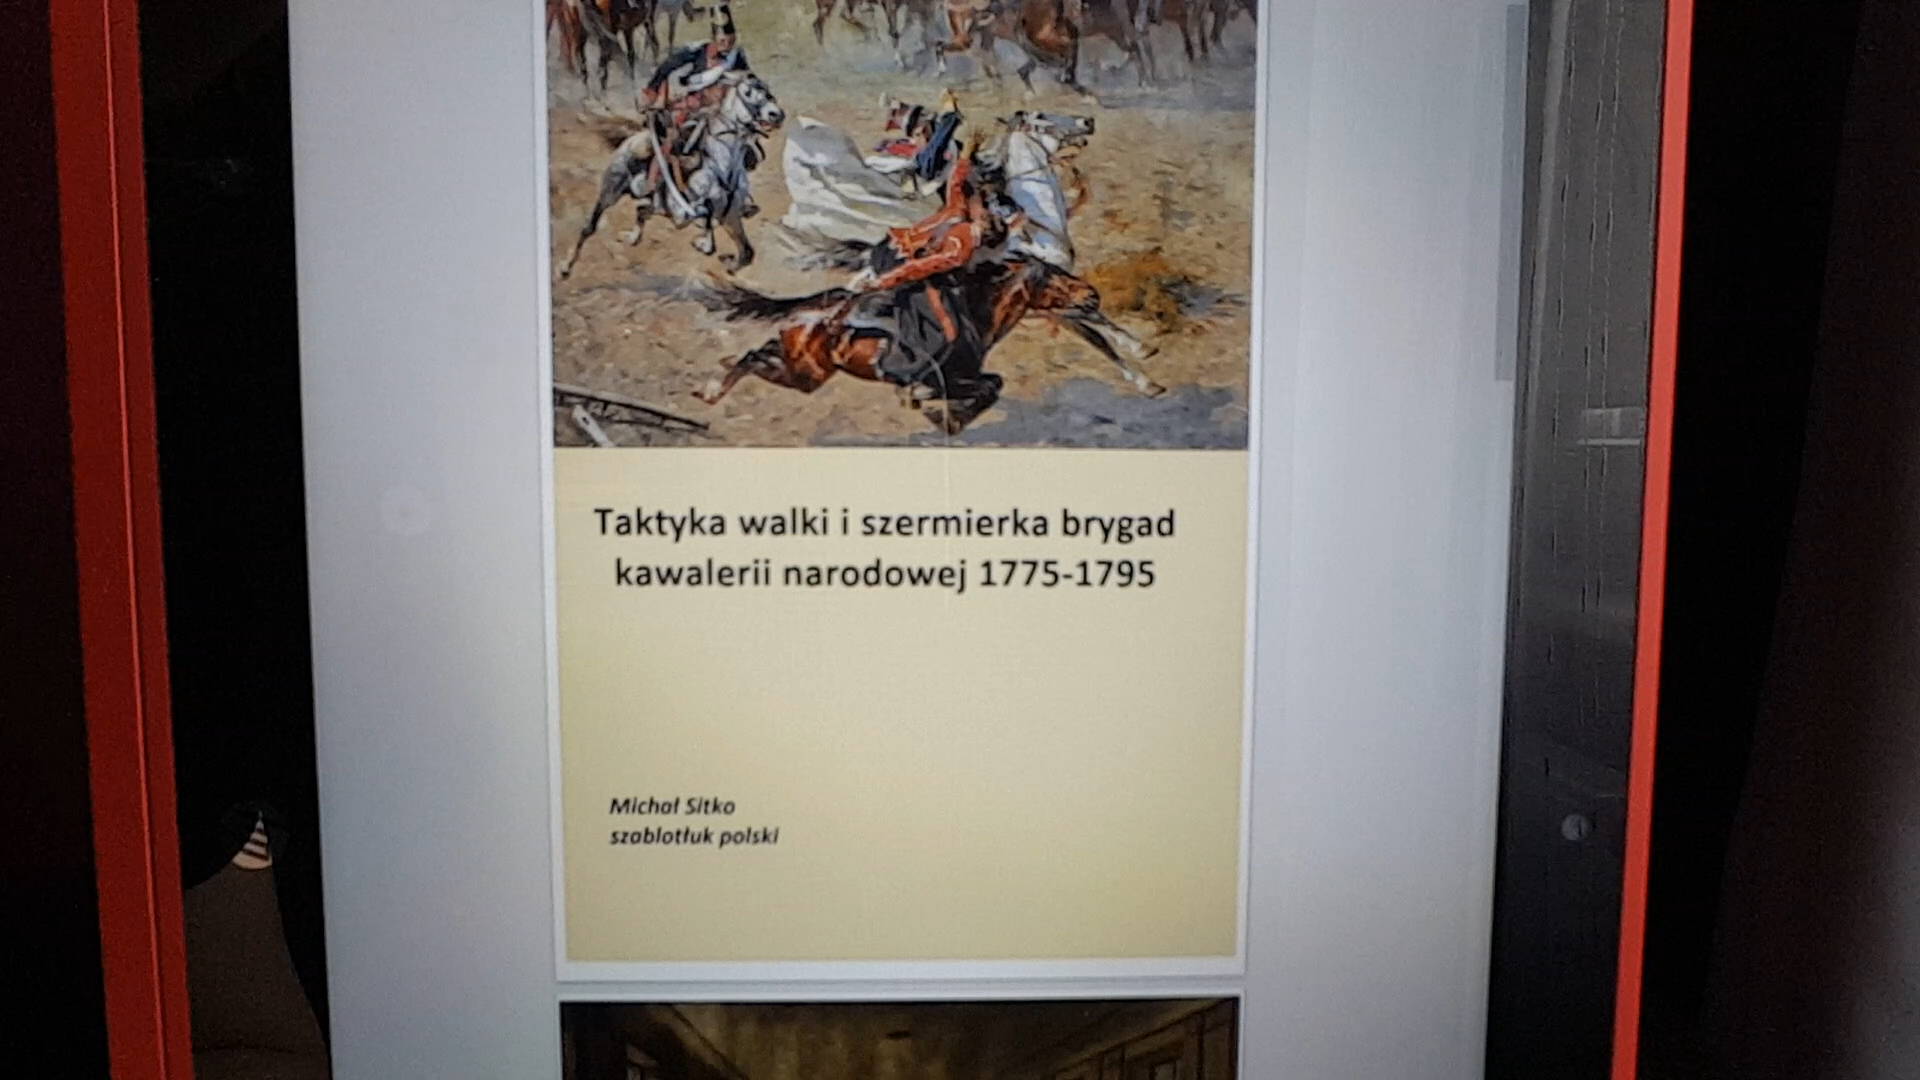 Taktyka walki i szermierka brygad
kawalerii narodowej 1775-1795
Michał Sitko
szablotłuk polski